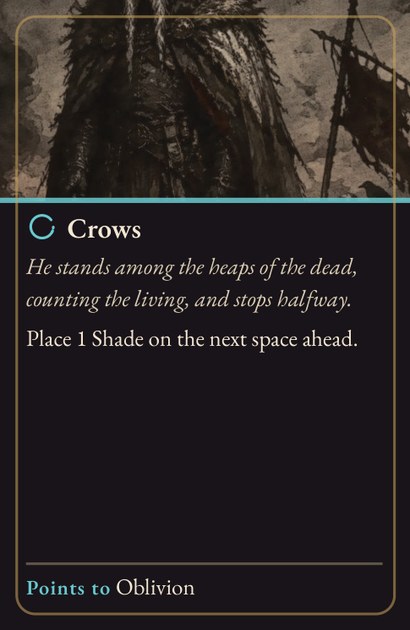 Crows
He stands among the heaps of the dead,
counting the living, and stops halfway.
Place 1 Shade on the next space ahead.
Points to Oblivion